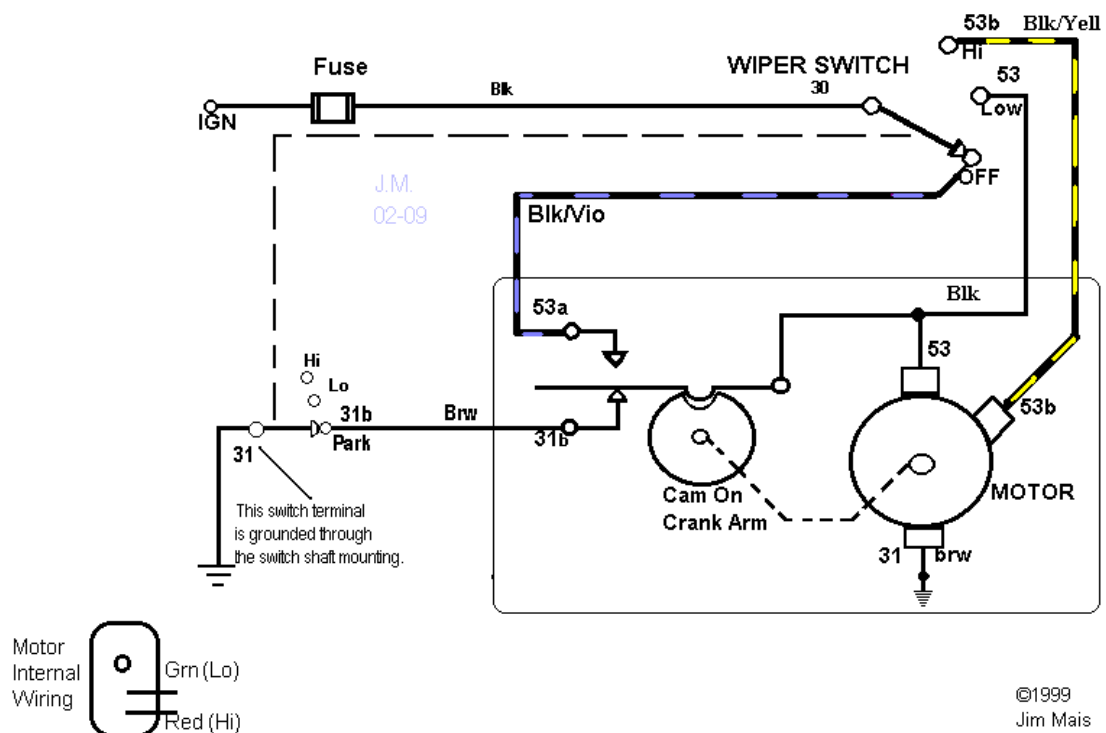 53b Blk/Yell
Hi
Fuse
WIPER SWITCH
53
Blk
30
Low
IGN
OFF
J.M.
02-09
Blk/Vio
Blk
53a
53
Hi
Lo
31b
Brw
53b
31b
31
Park
Cam On
Crank Arm
MOTOR
This switch terminal
is grounded through
the switch shaft mounting.
31 brw
Motor
Internal
Wiring
Grn (Lo)
Red (Hi)
©1999
Jim Mais